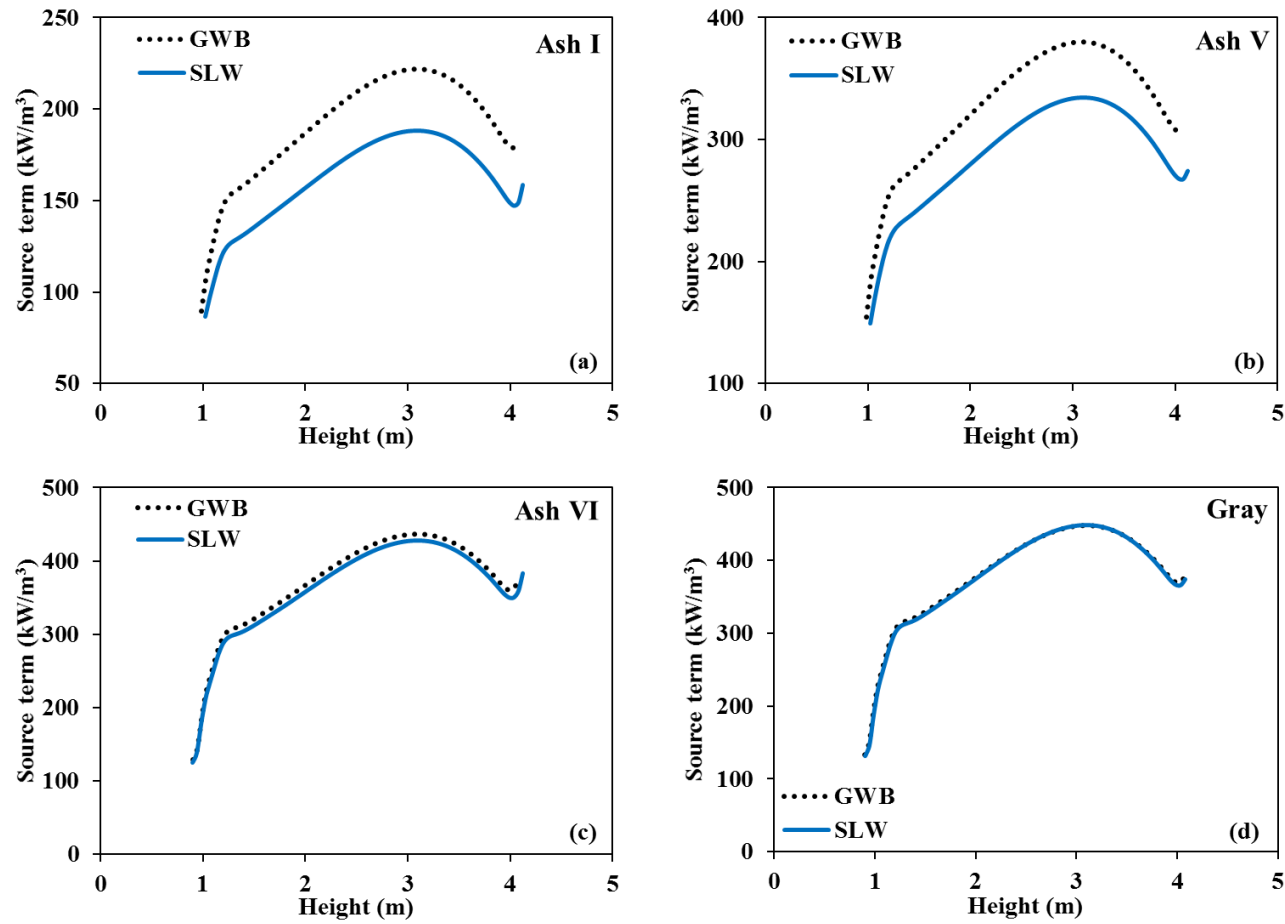 Ash I
GWB
SLW
Source term (kW/m³)
250
200
150
100
50
0 1 2 3 4 5
Height (m)
(a)
Ash V
GWB
SLW
Source term (kW/m³)
400
300
200
100
0 1 2 3 4 5
Height (m)
(b)
Ash VI
GWB
SLW
Source term (kW/m³)
500
400
300
200
100
0
0 1 2 3 4 5
Height (m)
(c)
Gray
Source term (kW/m³)
500
400
300
200
100
0
GWB
SLW
0 1 2 3 4 5
Height (m)
(d)